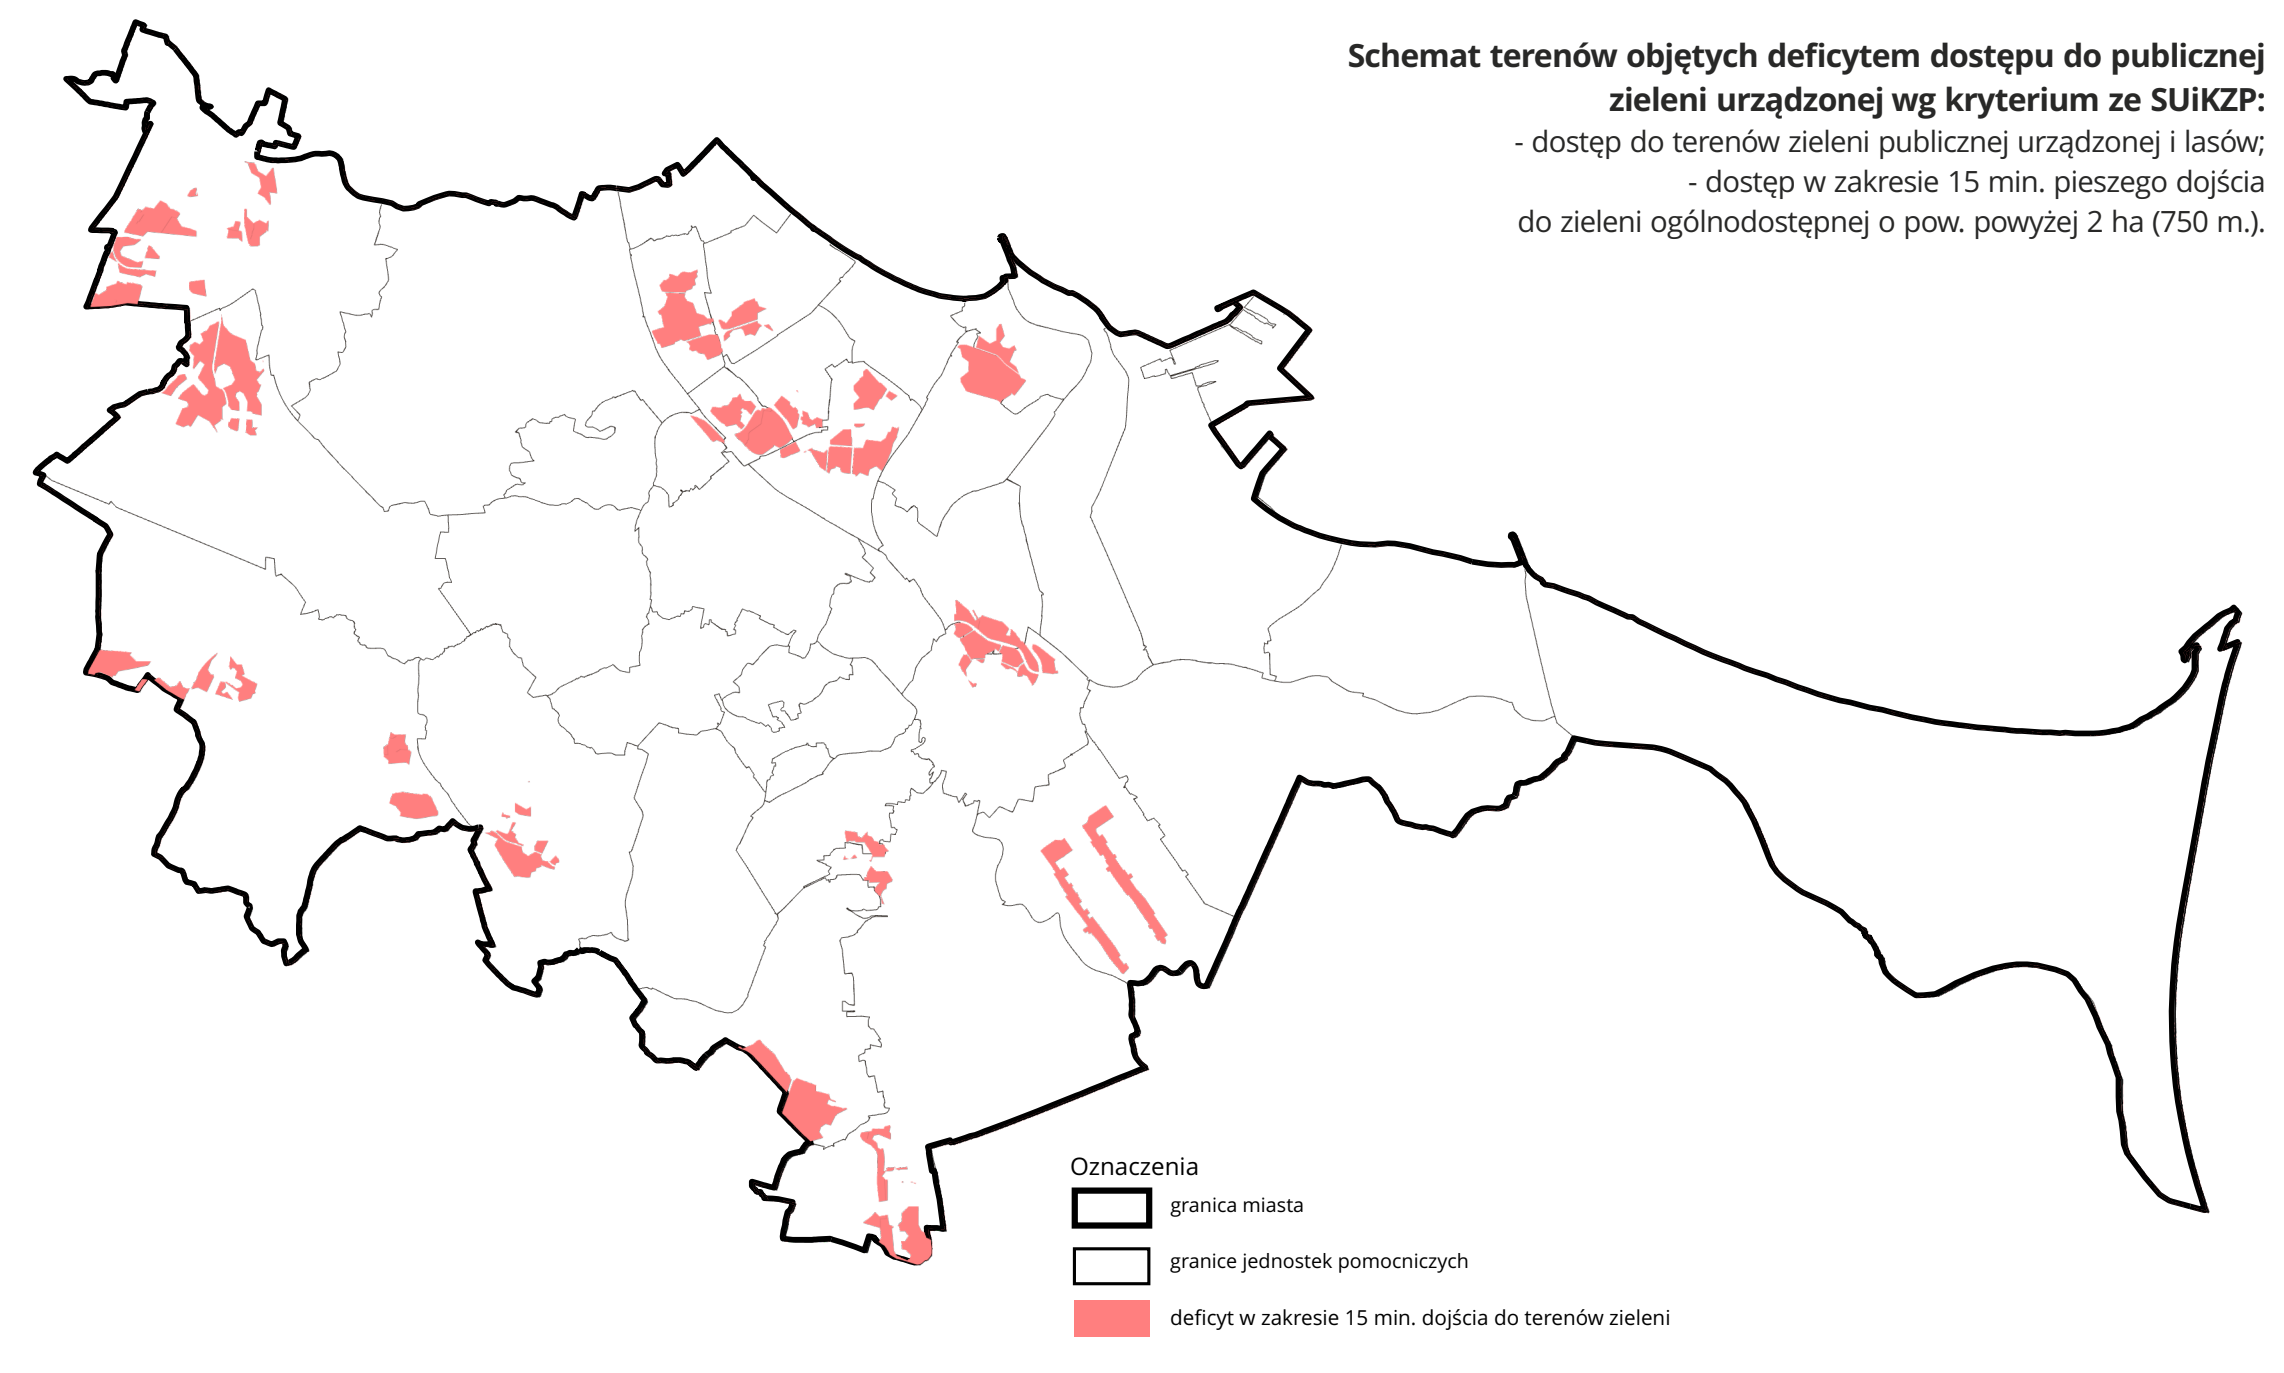 Schemat terenów objętych deficytem dostępu do publicznej
zieleni urządzonej wg kryterium ze SUiKZP:
- dostęp do terenów zieleni publicznej urządzonej i lasów;
- dostęp w zakresie 15 min. pieszego dojścia
do zieleni ogólnodostępnej o pow. powyżej 2 ha (750 m.).
Oznaczenia
granica miasta
granice jednostek pomocniczych
deficyt w zakresie 15 min. dojścia do terenów zieleni